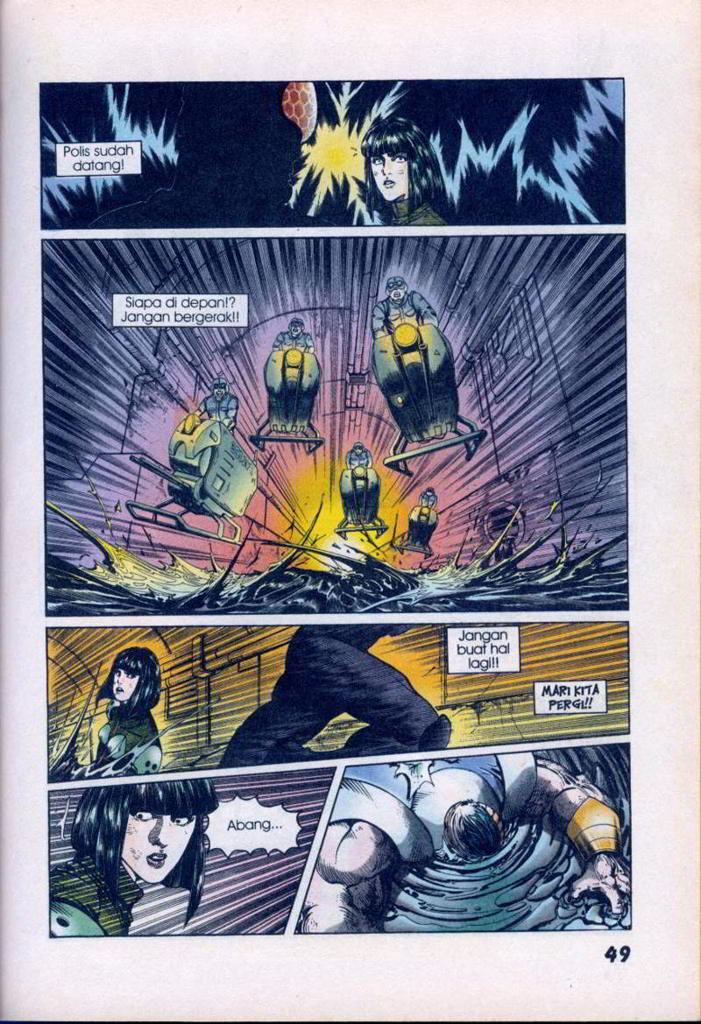 Polis sudah
datang!
Siapa di depan!?
Jangan bergerak!!
Jangan
buat hal
lagi!!
MARI KITA
PERGI!!
Abang...
49